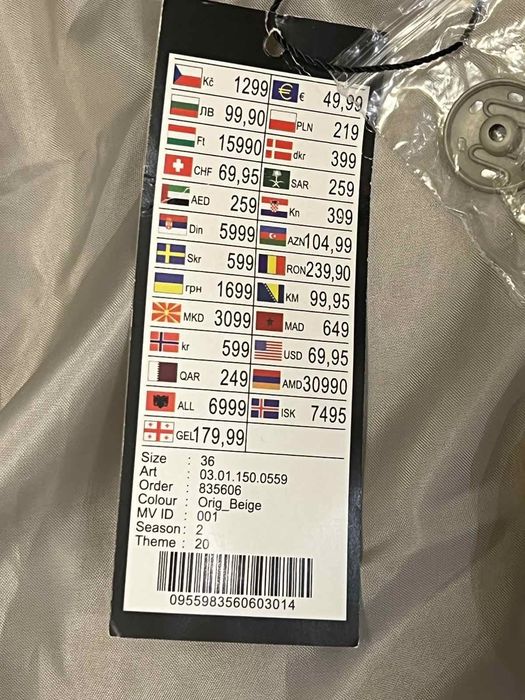 Kč 1299 € 49,99
ЛВ 99,90 PLN 219
Ft 15990 dkr 399
CHF 69,95 SAR 259
AED 259 Kn 399
Din 5999 AZN 104,99
Skr 599 RON 239,90
грн 1699 KM 99,95
MKD 3099 MAD 649
kr 599 USD 69,95
QAR 249 AMD 30990
ALL 6999 ISK 7495
GEL 179,99
Size : 36
Art : 03.01.150.0559
Order : 835606
Colour : Orig_Beige
MV ID : 001
Season : 2
Theme : 20
0955983560603014